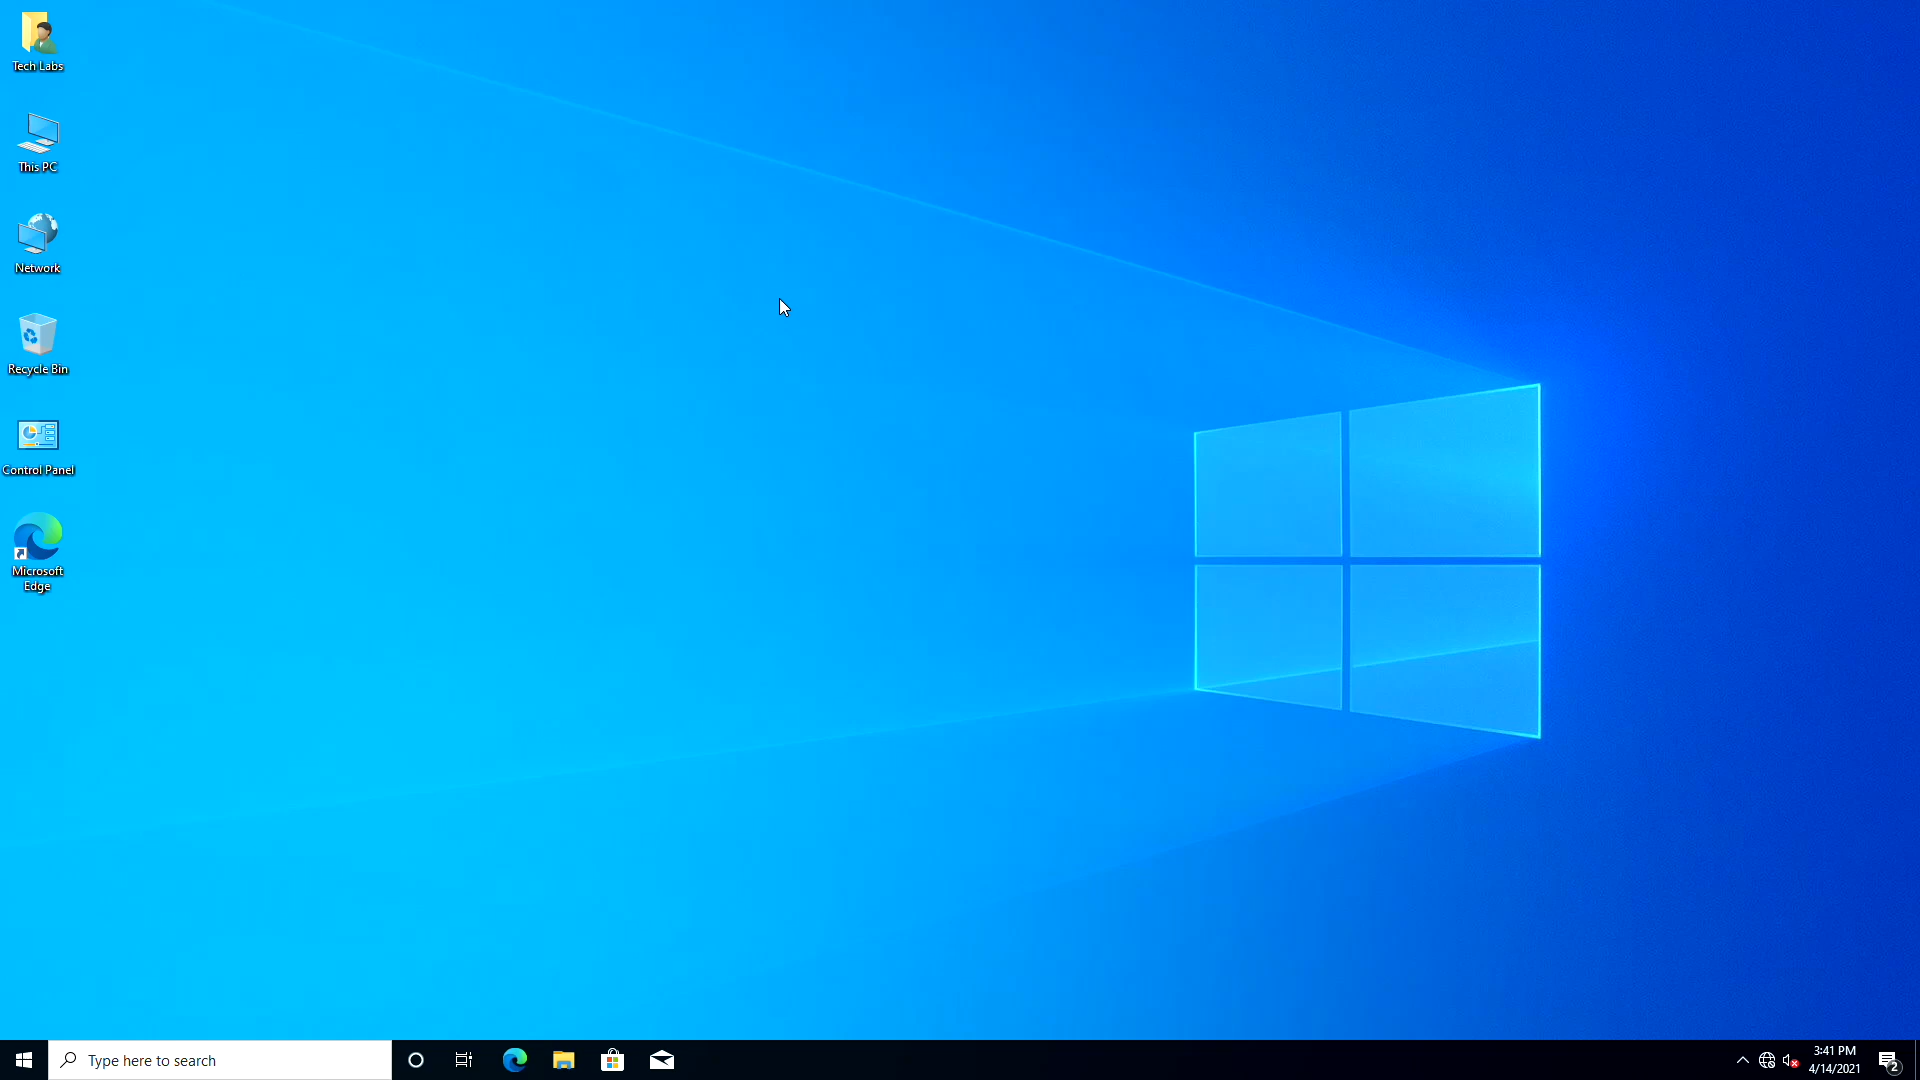 Tech Labs
This PC
Network
Recycle Bin
Control Panel
Microsoft
Edge
Type here to search
3:41 PM
4/14/2021
2